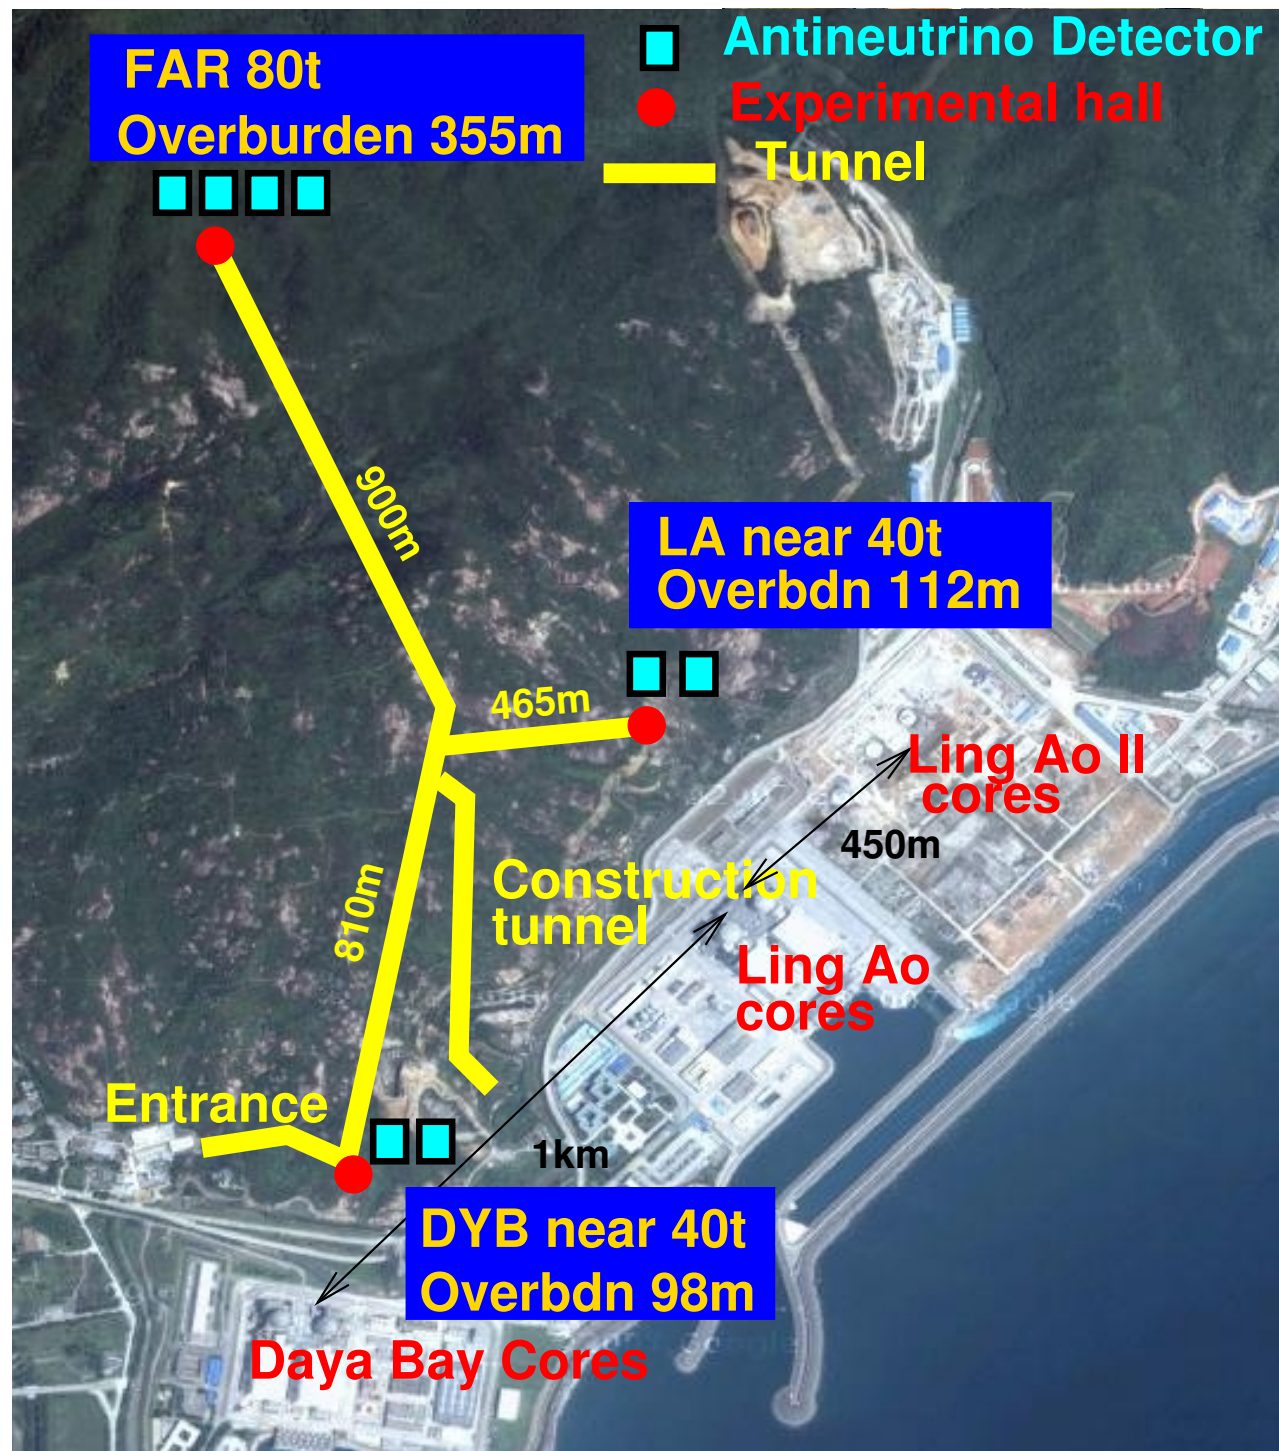 FAR 80t
Overburden 355m
Antineutrino Detector
Experimental hall
Tunnel
900m
LA near 40t
Overbdn 112m
465m
Ling Ao II
cores
450m
810m
Construction
tunnel
Ling Ao
cores
Entrance
1km
DYB near 40t
Overbdn 98m
Daya Bay Cores